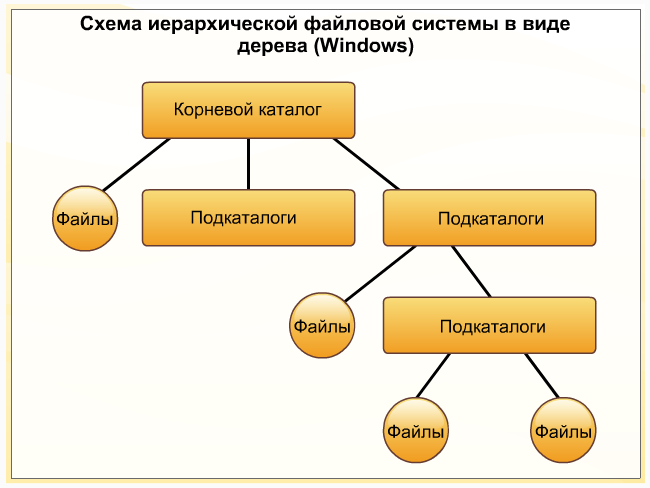 Схема иерархической файловой системы в виде
дерева (Windows)
Корневой каталог
Файлы
Подкаталоги
Подкаталоги
Файлы
Подкаталоги
Файлы
Файлы